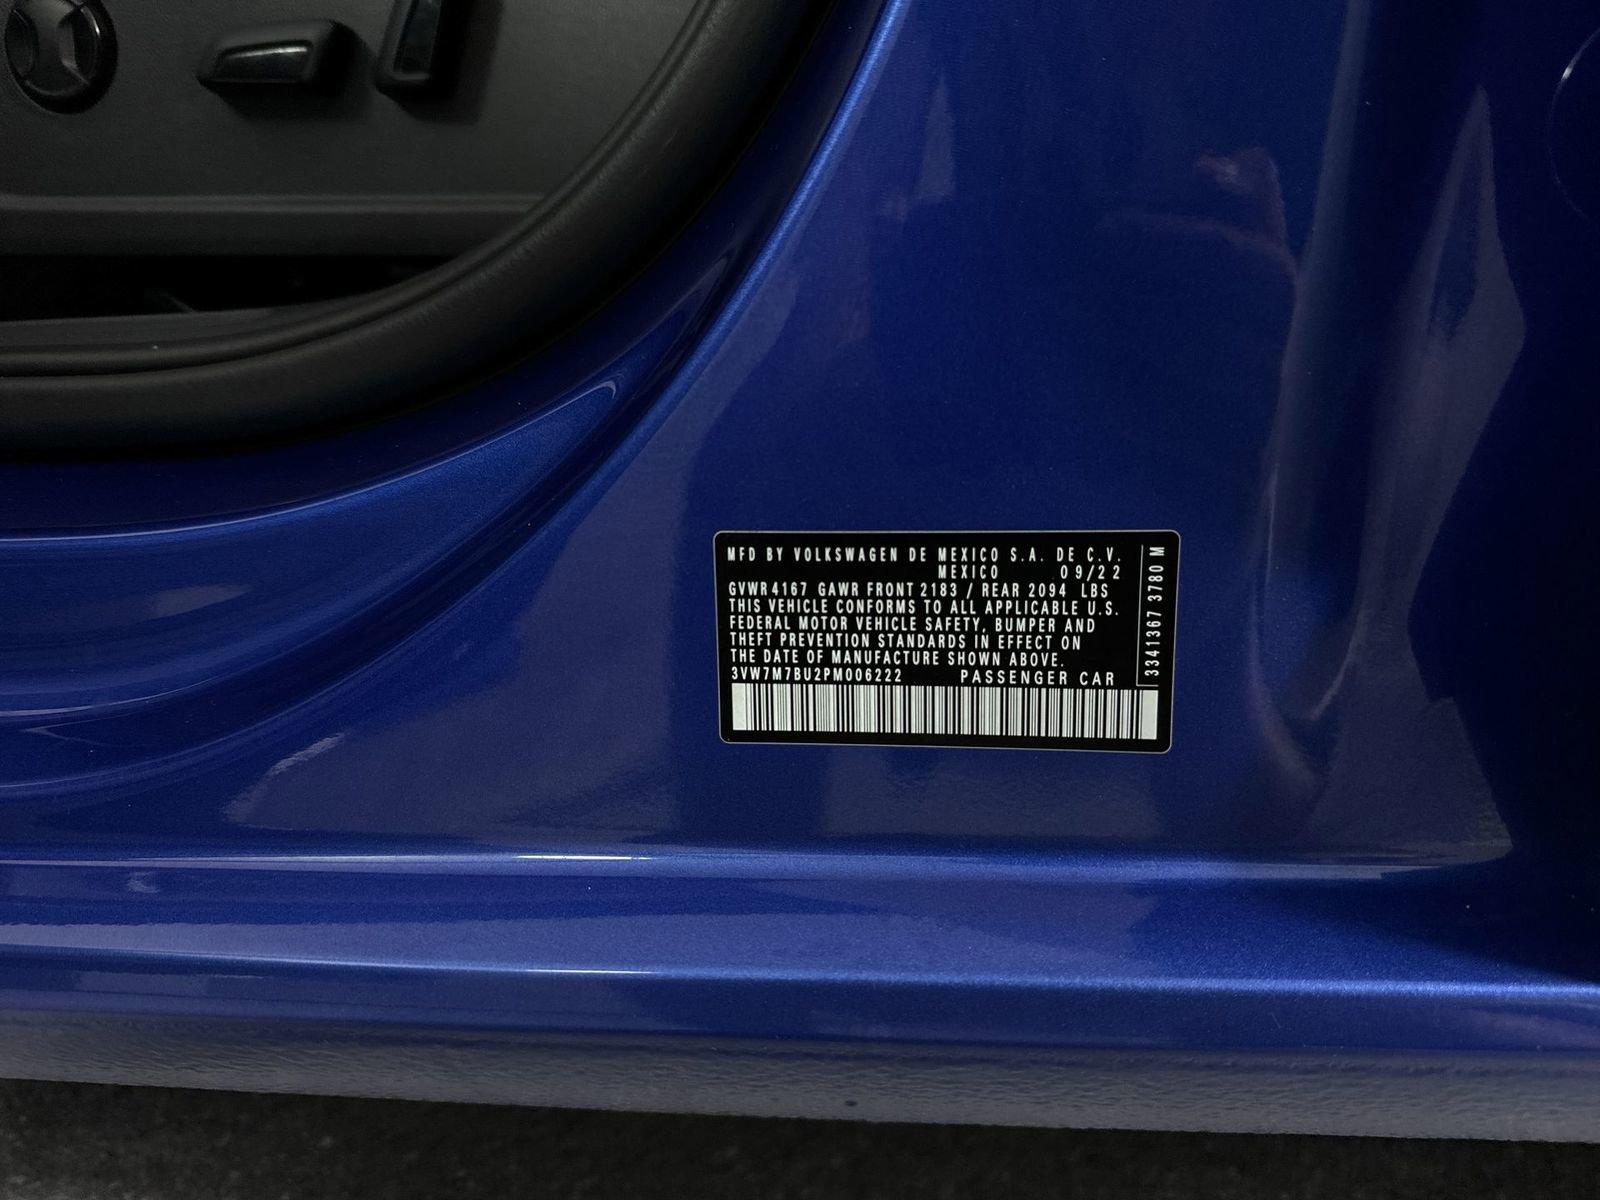 MFD BY VOLKSWAGEN DE MEXICO S.A. DE C.V.
MEXICO 09/22
GVWR 4167 GAWR FRONT 2183 / REAR 2094 LBS
THIS VEHICLE CONFORMS TO ALL APPLICABLE U.S.
FEDERAL MOTOR VEHICLE SAFETY, BUMPER AND
THEFT PREVENTION STANDARDS IN EFFECT ON
THE DATE OF MANUFACTURE SHOWN ABOVE.
3VW7M7BU2PM006222 PASSENGER CAR
3341367 3780 M